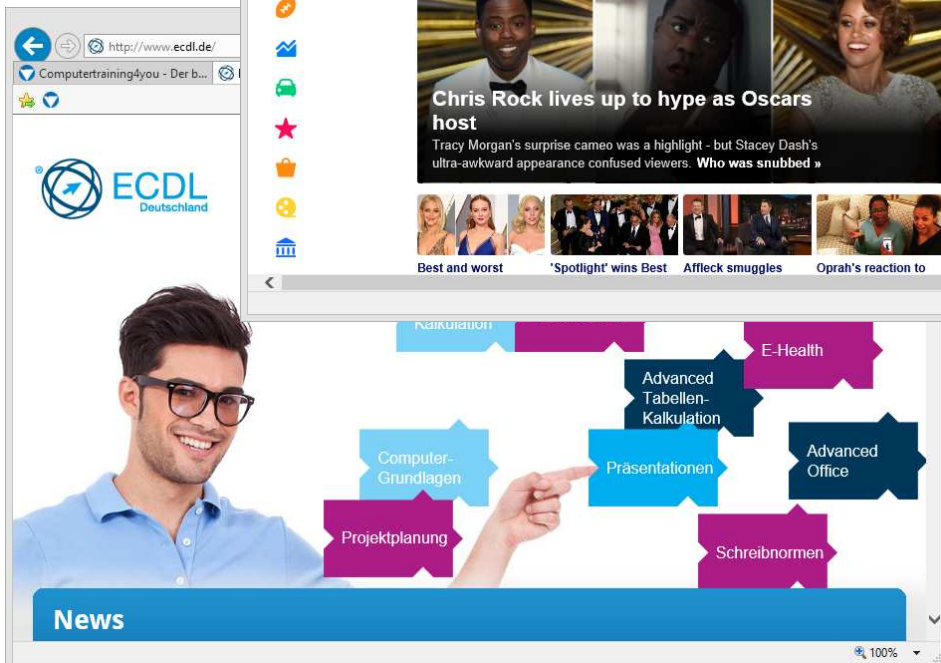 http://www.ecdl.de/
Computertraining4you - Der b...
ECDL
Deutschland
Chris Rock lives up to hype as Oscars
host
Tracy Morgan's surprise cameo was a highlight - but Stacey Dash's
ultra-awkward appearance confused viewers. Who was snubbed »
Best and worst
'Spotlight' wins Best
Affleck smuggles
Oprah's reaction to
Kalkulation
E-Health
Advanced
Tabellen-
Kalkulation
Computer-
Grundlagen
Präsentationen
Advanced
Office
Projektplanung
Schreibnormen
News
100%